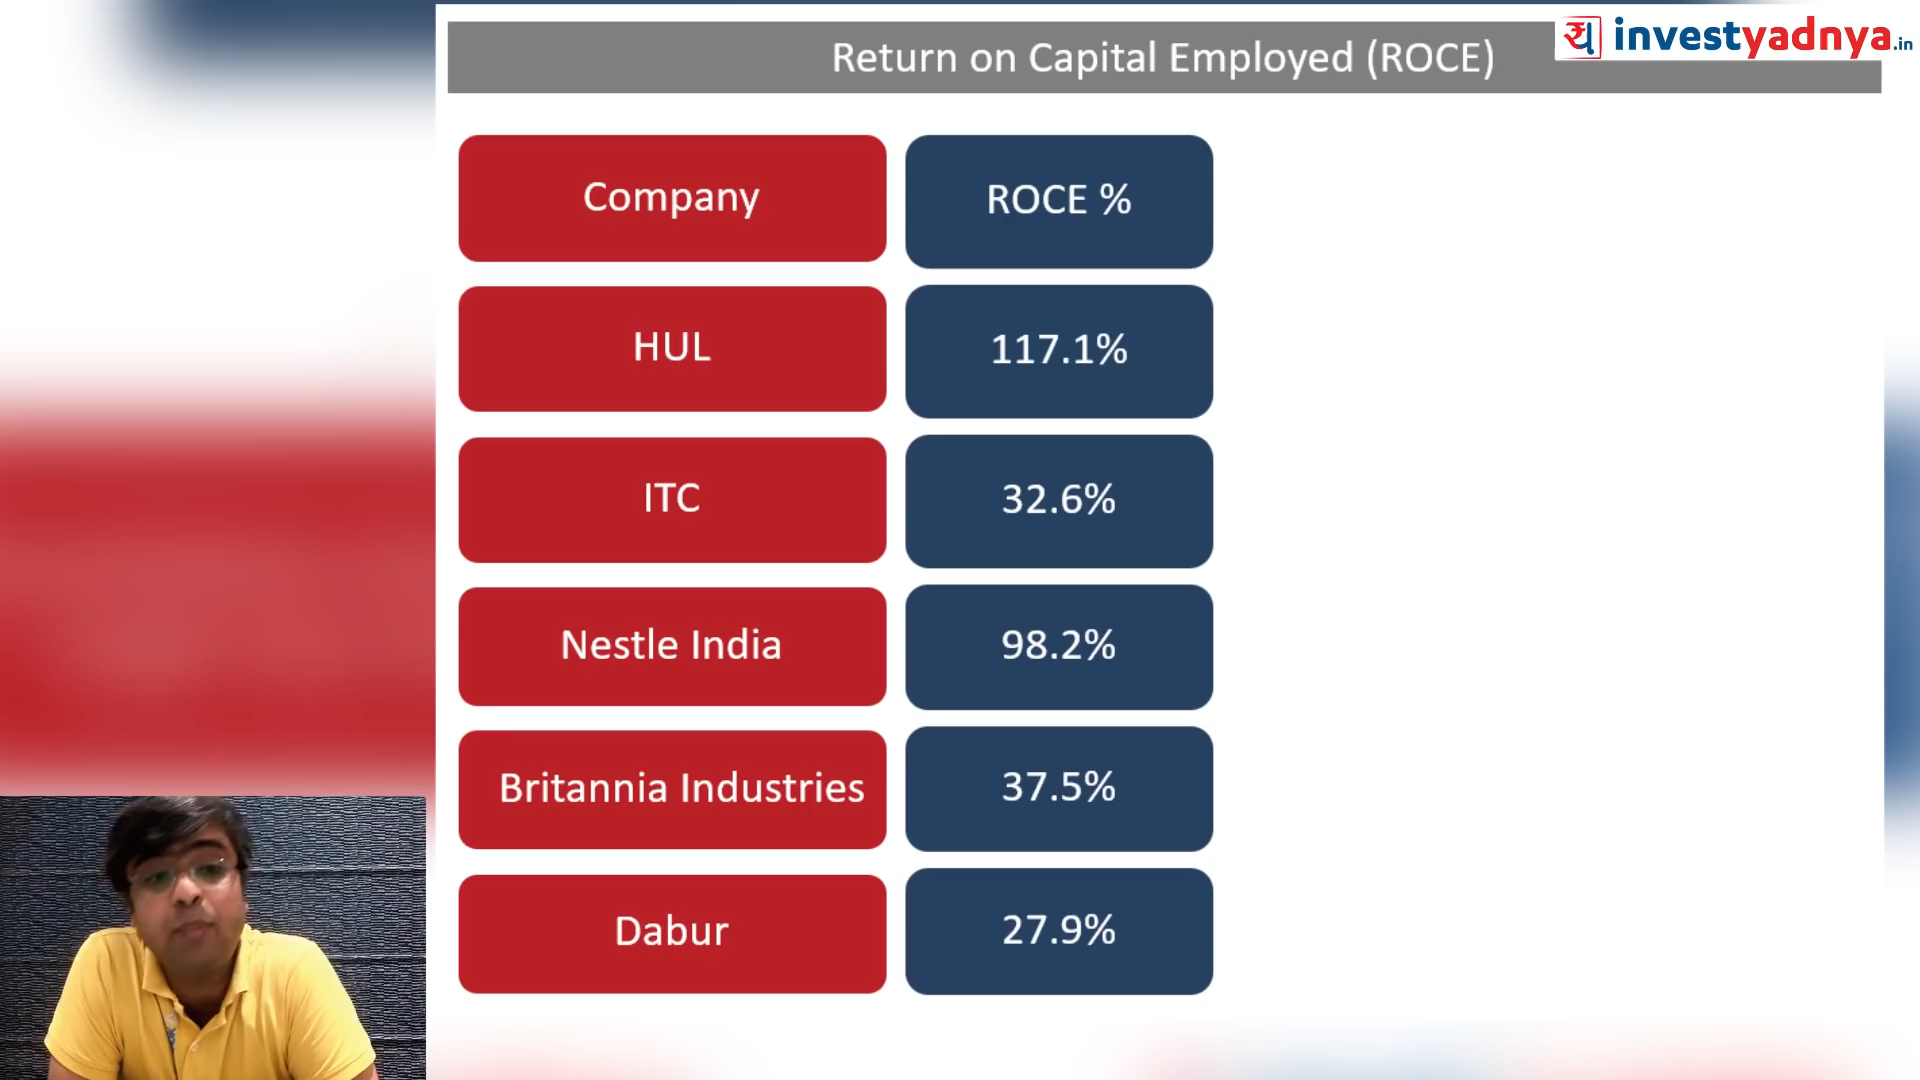 Return on Capital Employed (ROCE)
य investyadnya.in
Company
ROCE %
HUL
117.1%
ITC
32.6%
Nestle India
98.2%
Britannia Industries
37.5%
Dabur
27.9%